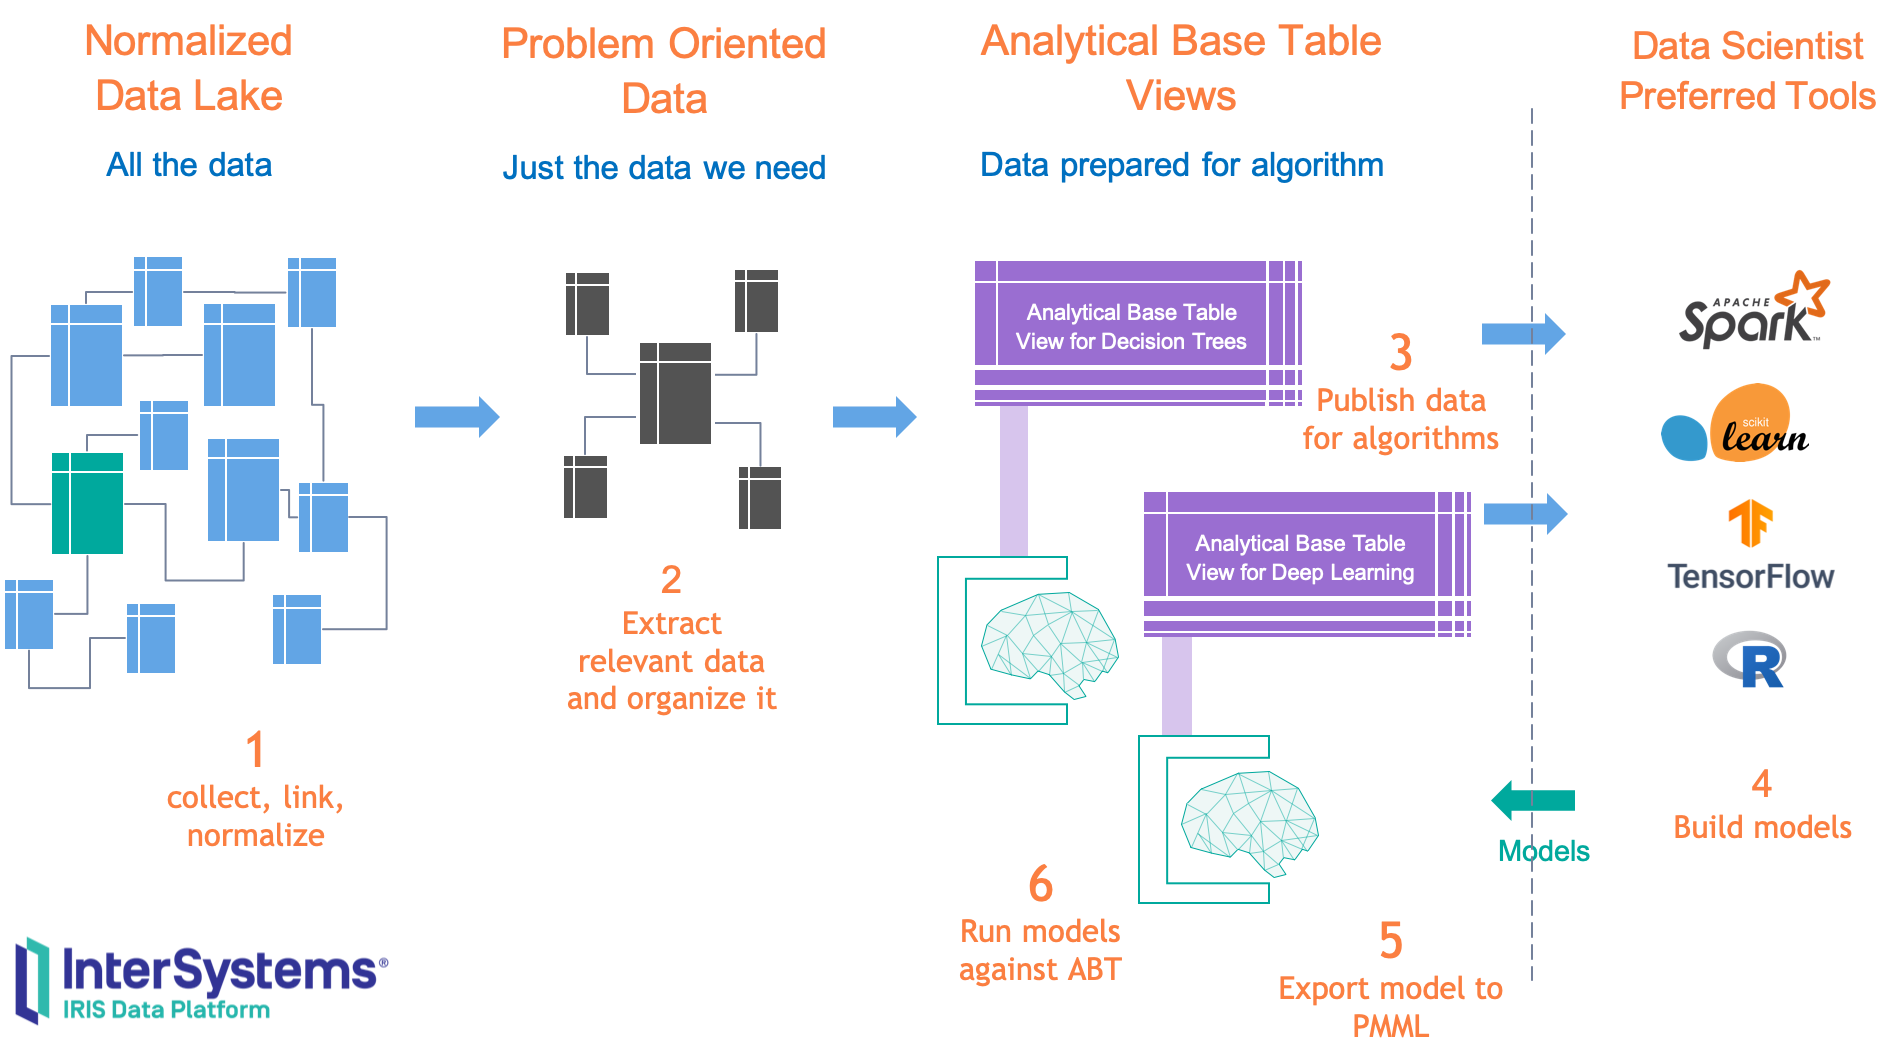 Normalized
Data Lake
All the data
Problem Oriented
Data
Just the data we need
Analytical Base Table
Views
Data prepared for algorithm
Data Scientist
Preferred Tools
Analytical Base Table
View for Decision Trees
3
Publish data
for algorithms
APACHE
Spark™
scikit
learn
Analytical Base Table
View for Deep Learning
TensorFlow
R
2
Extract
relevant data
and organize it
1
collect, link,
normalize
4
Build models
Models
6
Run models
against ABT
5
Export model to
PMML
InterSystems®
IRIS Data Platform